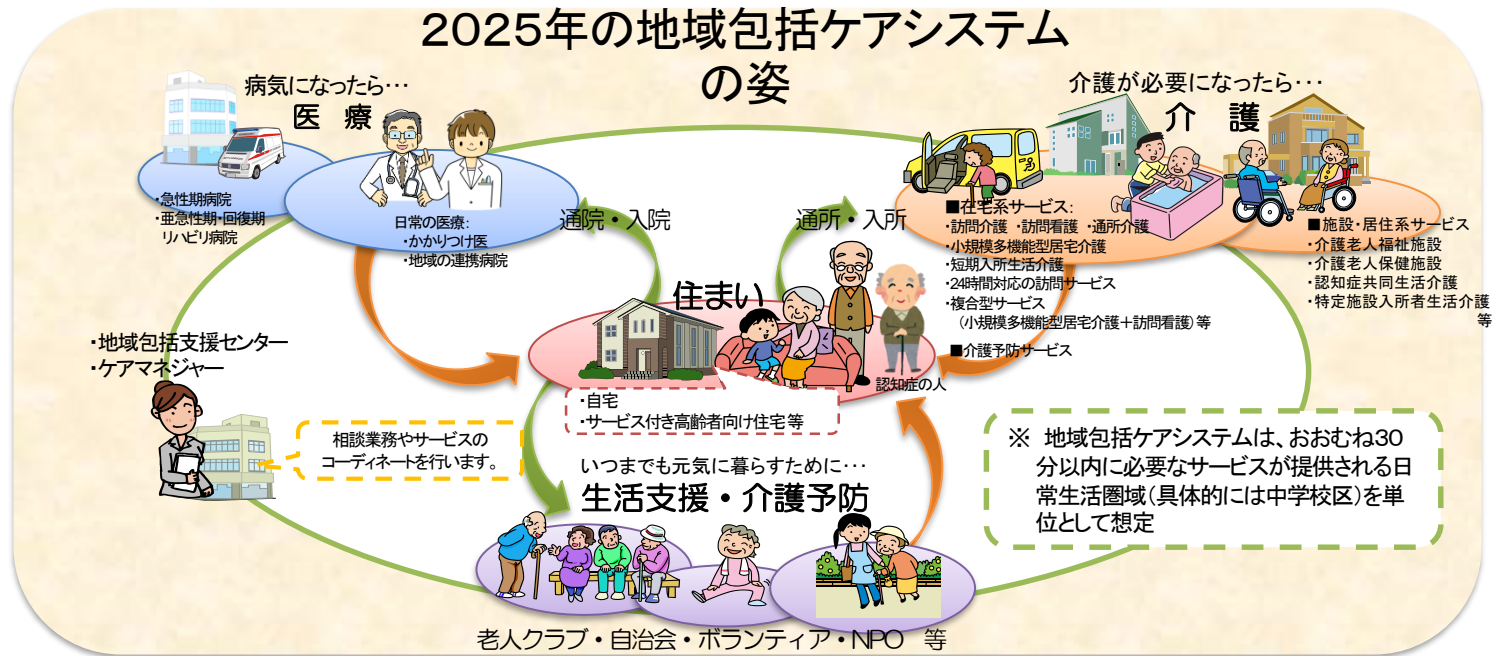 2025年の地域包括ケアシステム
の姿
病気になったら･･･
医 療
・急性期病院
・亜急性期・回復期
リハビリ病院
日常の医療：
・かかりつけ医
・地域の連携病院
通院・入院
通所・入所
介護が必要になったら･･･
介 護
■在宅系サービス：
・訪問介護 ・訪問看護 ・通所介護
・小規模多機能型居宅介護
・短期入所生活介護
・24時間対応の訪問サービス
・複合型サービス
（小規模多機能型居宅介護＋訪問看護）等
■介護予防サービス
■施設・居住系サービス
・介護老人福祉施設
・介護老人保健施設
・認知症共同生活介護
・特定施設入所者生活介護
等
住まい
認知症の人
・自宅
・サービス付き高齢者向け住宅等
・地域包括支援センター
・ケアマネジャー
相談業務やサービスの
コーディネートを行います。
いつまでも元気に暮らすために･･･
生活支援・介護予防
老人クラブ・自治会・ボランティア・NPO 等
※ 地域包括ケアシステムは、おおむね30
分以内に必要なサービスが提供される日
常生活圏域（具体的には中学校区）を単
位として想定